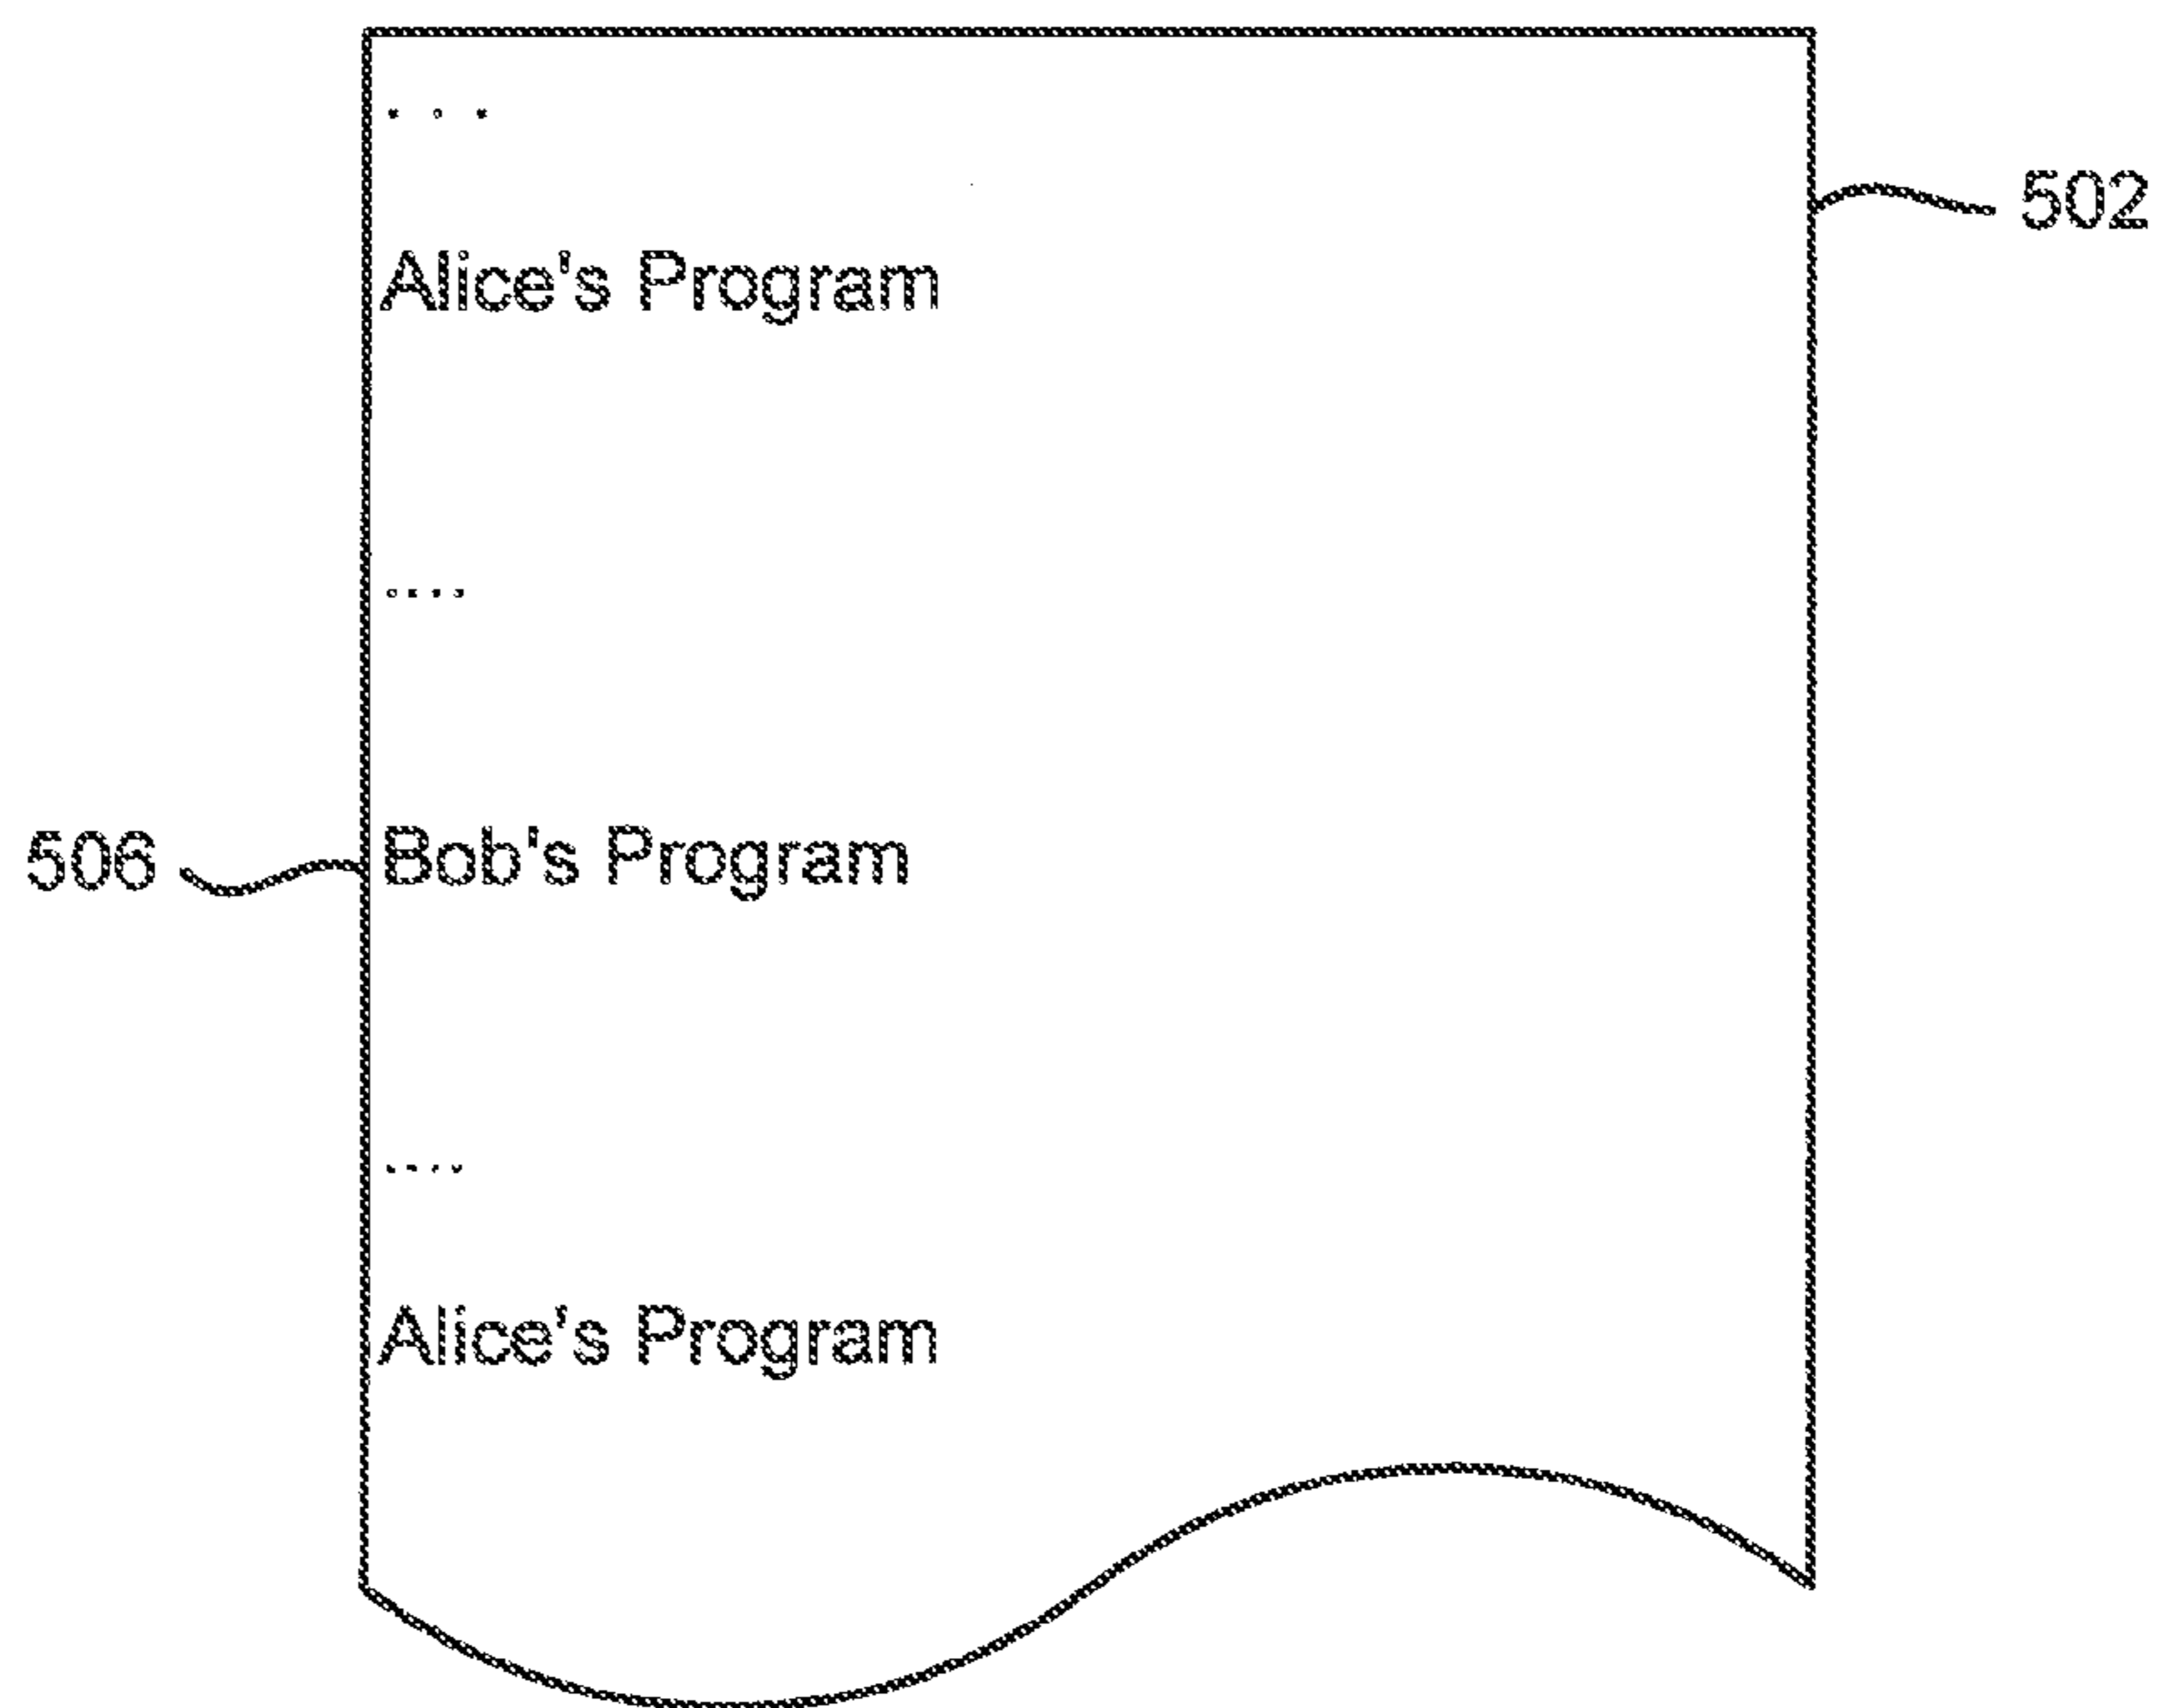 . . .
502
Alice's Program
....
506
Bob's Program
....
Alice's Program